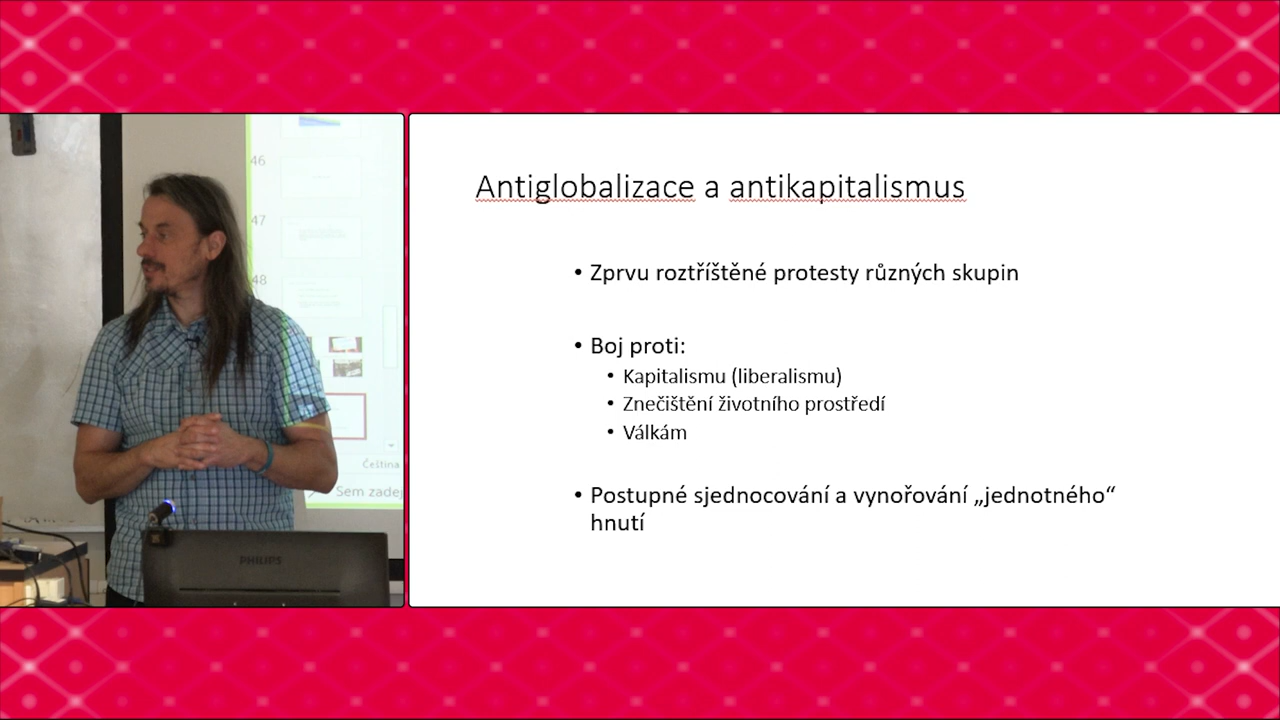 46
47
48
Čeština
Sem zadej
PHILIPS
Antiglobalizace a antikapitalismus
• Zprvu roztříštěné protesty různých skupin
• Boj proti:
• Kapitalismu (liberalismu)
• Znečištění životního prostředí
• Válkám
• Postupné sjednocování a vynořování „jednotného“
hnutí